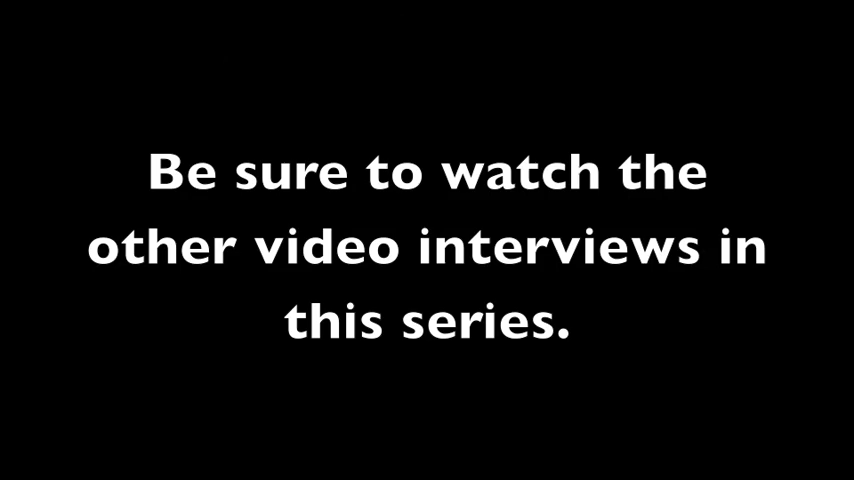 Be sure to watch the
other video interviews in
this series.